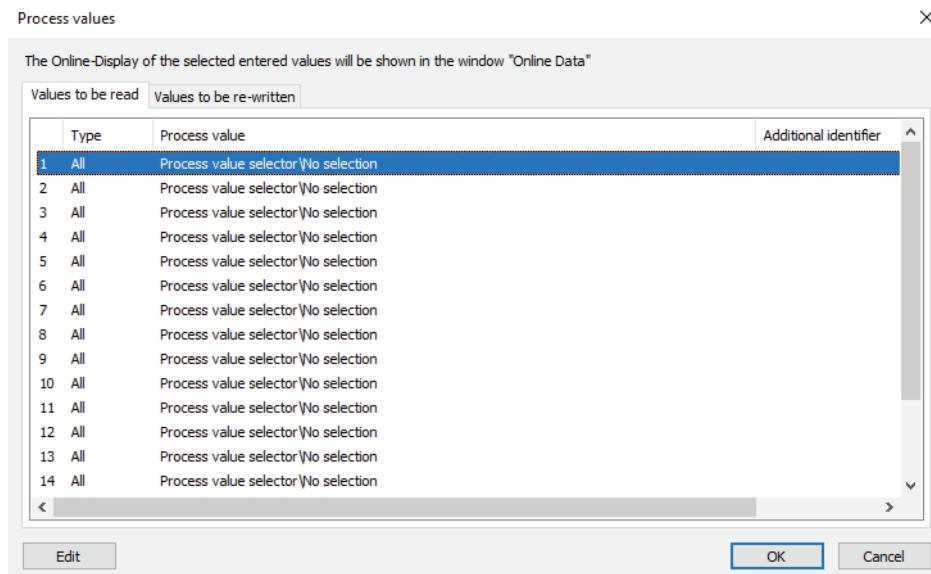 Process values
The Online-Display of the selected entered values will be shown in the window "Online Data"
Values to be read Values to be re-written
Type Process value Additional identifier
1 All Process value selector\No selection
2 All Process value selector\No selection
3 All Process value selector\No selection
4 All Process value selector\No selection
5 All Process value selector\No selection
6 All Process value selector\No selection
7 All Process value selector\No selection
8 All Process value selector\No selection
9 All Process value selector\No selection
10 All Process value selector\No selection
11 All Process value selector\No selection
12 All Process value selector\No selection
13 All Process value selector\No selection
14 All Process value selector\No selection
Edit OK Cancel